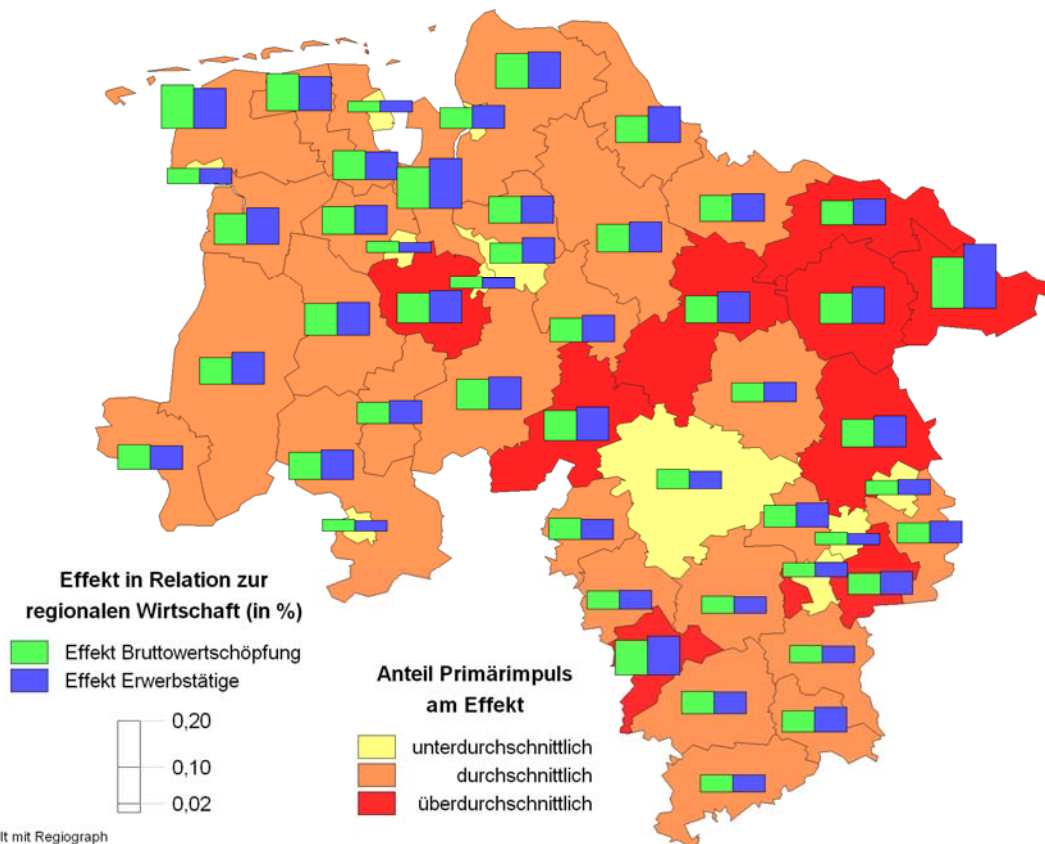 Effekt in Relation zur
regionalen Wirtschaft (in %)
Effekt Bruttowertschöpfung
Effekt Erwerbstätige
0,20
0,10
0,02
Anteil Primärimpuls
am Effekt
unterdurchschnittlich
durchschnittlich
überdurchschnittlich
lt mit Regiograph